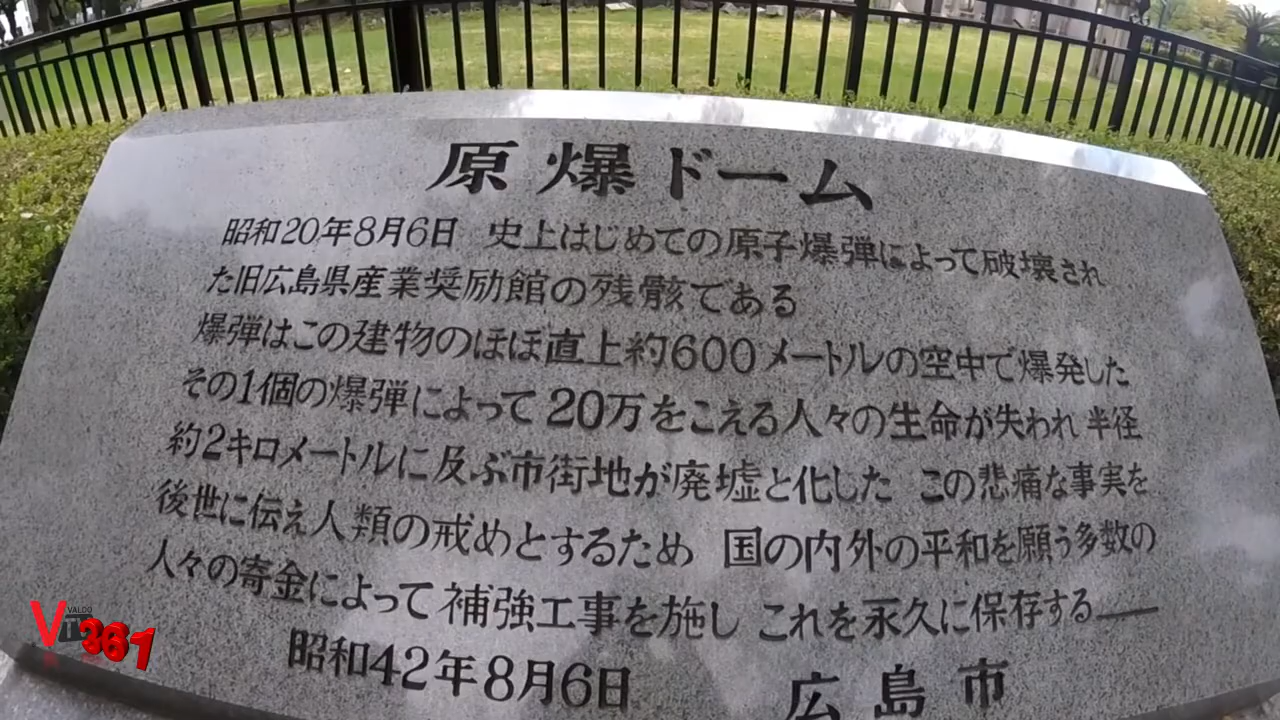 原爆ドーム
昭和20年8月6日 史上はじめての原子爆弾によって破壊され
た旧広島県産業奨励館の残骸である
爆弾はこの建物のほぼ直上約600メートルの空中で爆発した
その1個の爆弾によって20万をこえる人々の生命が失われ 半径
約2キロメートルに及ぶ市街地が廃墟と化した この悲痛な事実を
後世に伝え人類の戒めとするため 国の内外の平和を願う多数の
人々の寄金によって補強工事を施し これを永久に保存する——
昭和42年8月6日
広島市
VALDO
VTV361